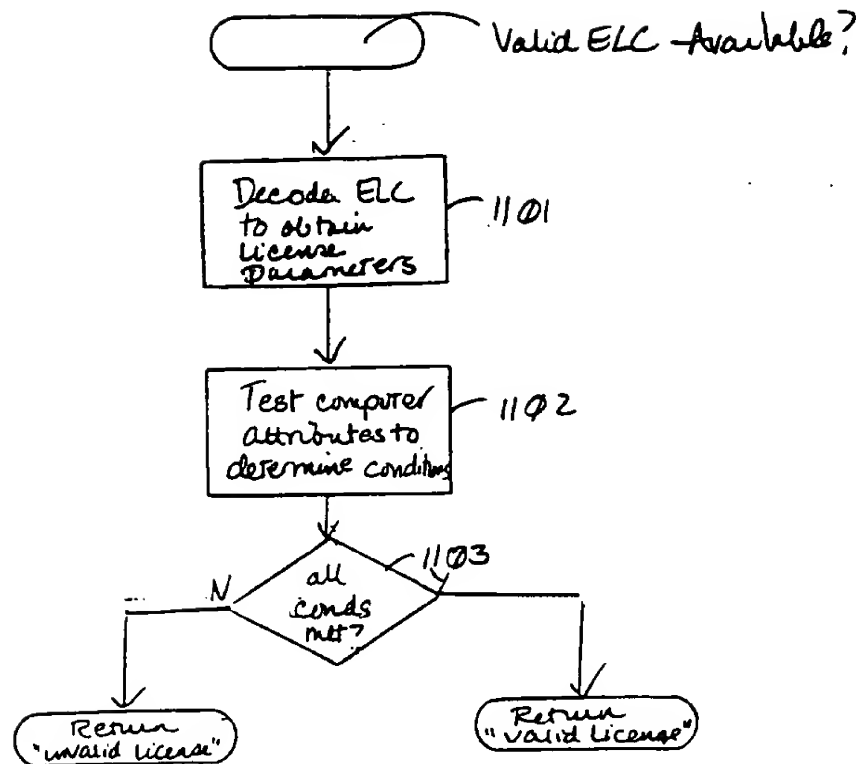 Valid ELC Available?
Decode ELC
to obtain
License
Parameters
1101
Test computer
attributes to
determine conditions
1102
1103
all
conds
met?
N
Y
Return
"invalid License"
Return
"valid License"